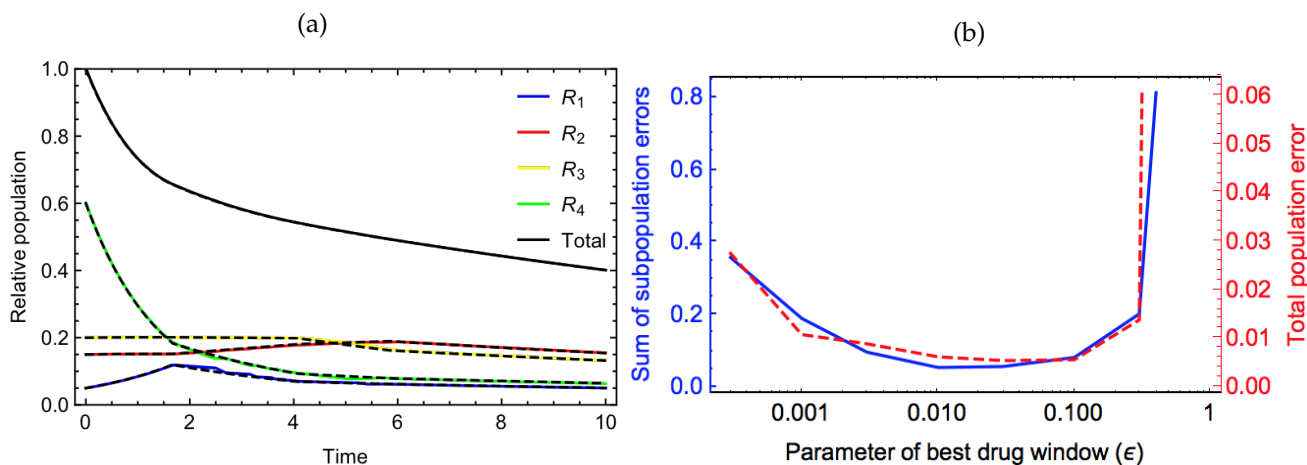 (a)
Relative population
1.0
0.8
0.6
0.4
0.2
0.0
R1
R2
R3
R4
Total
0
2
4
6
8
10
Time
(b)
Sum of subpopulation errors
0.8
0.6
0.4
0.2
0.0
0.06
0.05
0.04
0.03
0.02
0.01
0.00
Total population error
0.001
0.010
0.100
1
Parameter of best drug window (ϵ)